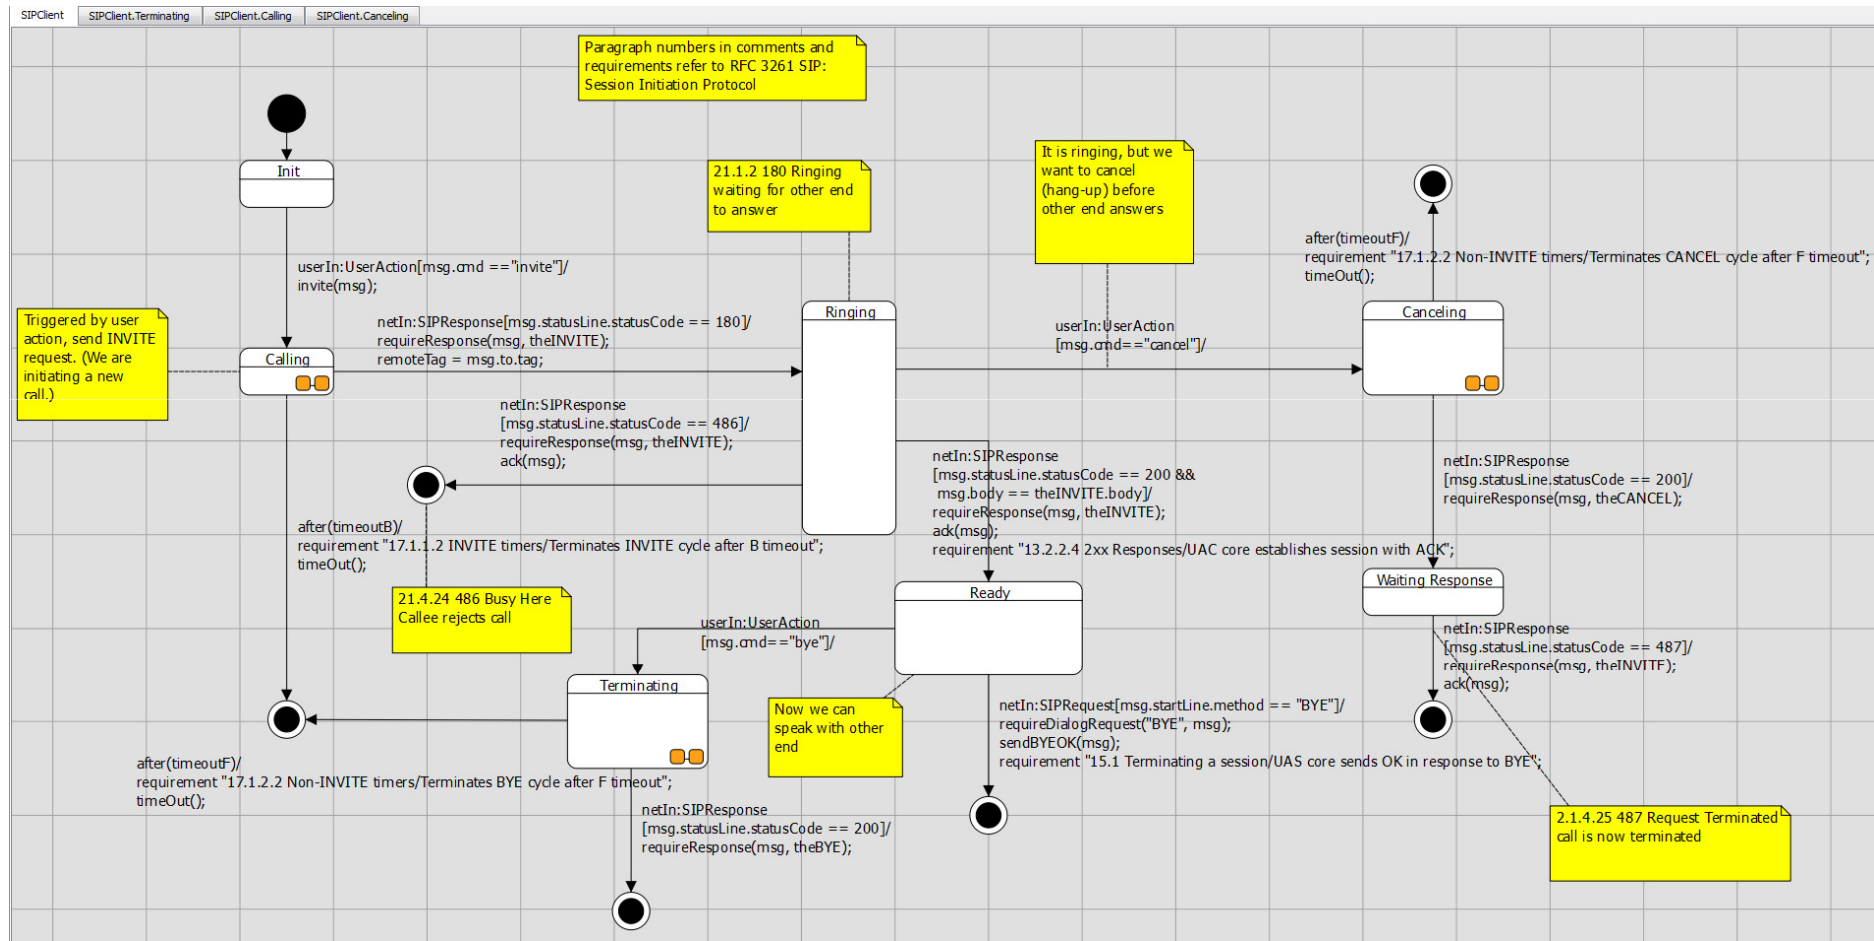 SIPClient
SIPClient.Terminating
SIPClient.Calling
SIPClient.Canceling
Paragraph numbers in comments and
requirements refer to RFC 3261 SIP:
Session Initiation Protocol
Init
21.1.2 180 Ringing
waiting for other end
to answer
It is ringing, but we
want to cancel
(hang-up) before
other end answers
userIn:UserAction[msg.cmd =="invite"]/
invite(msg);
after(timeoutF)/
requirement "17.1.2.2 Non-INVITE timers/Terminates CANCEL cycle after F timeout";
timeOut();
Triggered by user
action, send INVITE
request. (We are
initiating a new
call.)
Calling
netIn:SIPResponse[msg.statusLine.statusCode == 180]/
requireResponse(msg, theINVITE);
remoteTag = msg.to.tag;
Ringing
userIn:UserAction
[msg.cmd=="cancel"]/
Canceling
netIn:SIPResponse
[msg.statusLine.statusCode == 486]/
requireResponse(msg, theINVITE);
ack(msg);
netIn:SIPResponse
[msg.statusLine.statusCode == 200 &&
msg.body == theINVITE.body]/
requireResponse(msg, theINVITE);
ack(msg);
requirement "13.2.2.4 2xx Responses/UAC core establishes session with ACK";
netIn:SIPResponse
[msg.statusLine.statusCode == 200]/
requireResponse(msg, theCANCEL);
after(timeoutB)/
requirement "17.1.1.2 INVITE timers/Terminates INVITE cycle after B timeout";
timeOut();
21.4.24 486 Busy Here
Callee rejects call
Ready
Waiting Response
userIn:UserAction
[msg.cmd=="bye"]/
netIn:SIPResponse
[msg.statusLine.statusCode == 487]/
requireResponse(msg, theINVITE);
ack(msg);
Terminating
Now we can
speak with other
end
netIn:SIPRequest[msg.startLine.method == "BYE"]/
requireDialogRequest("BYE", msg);
sendBYEOK(msg);
requirement "15.1 Terminating a session/UAS core sends OK in response to BYE";
after(timeoutF)/
requirement "17.1.2.2 Non-INVITE timers/Terminates BYE cycle after F timeout";
timeOut();
netIn:SIPResponse
[msg.statusLine.statusCode == 200]/
requireResponse(msg, theBYE);
2.1.4.25 487 Request Terminated
call is now terminated